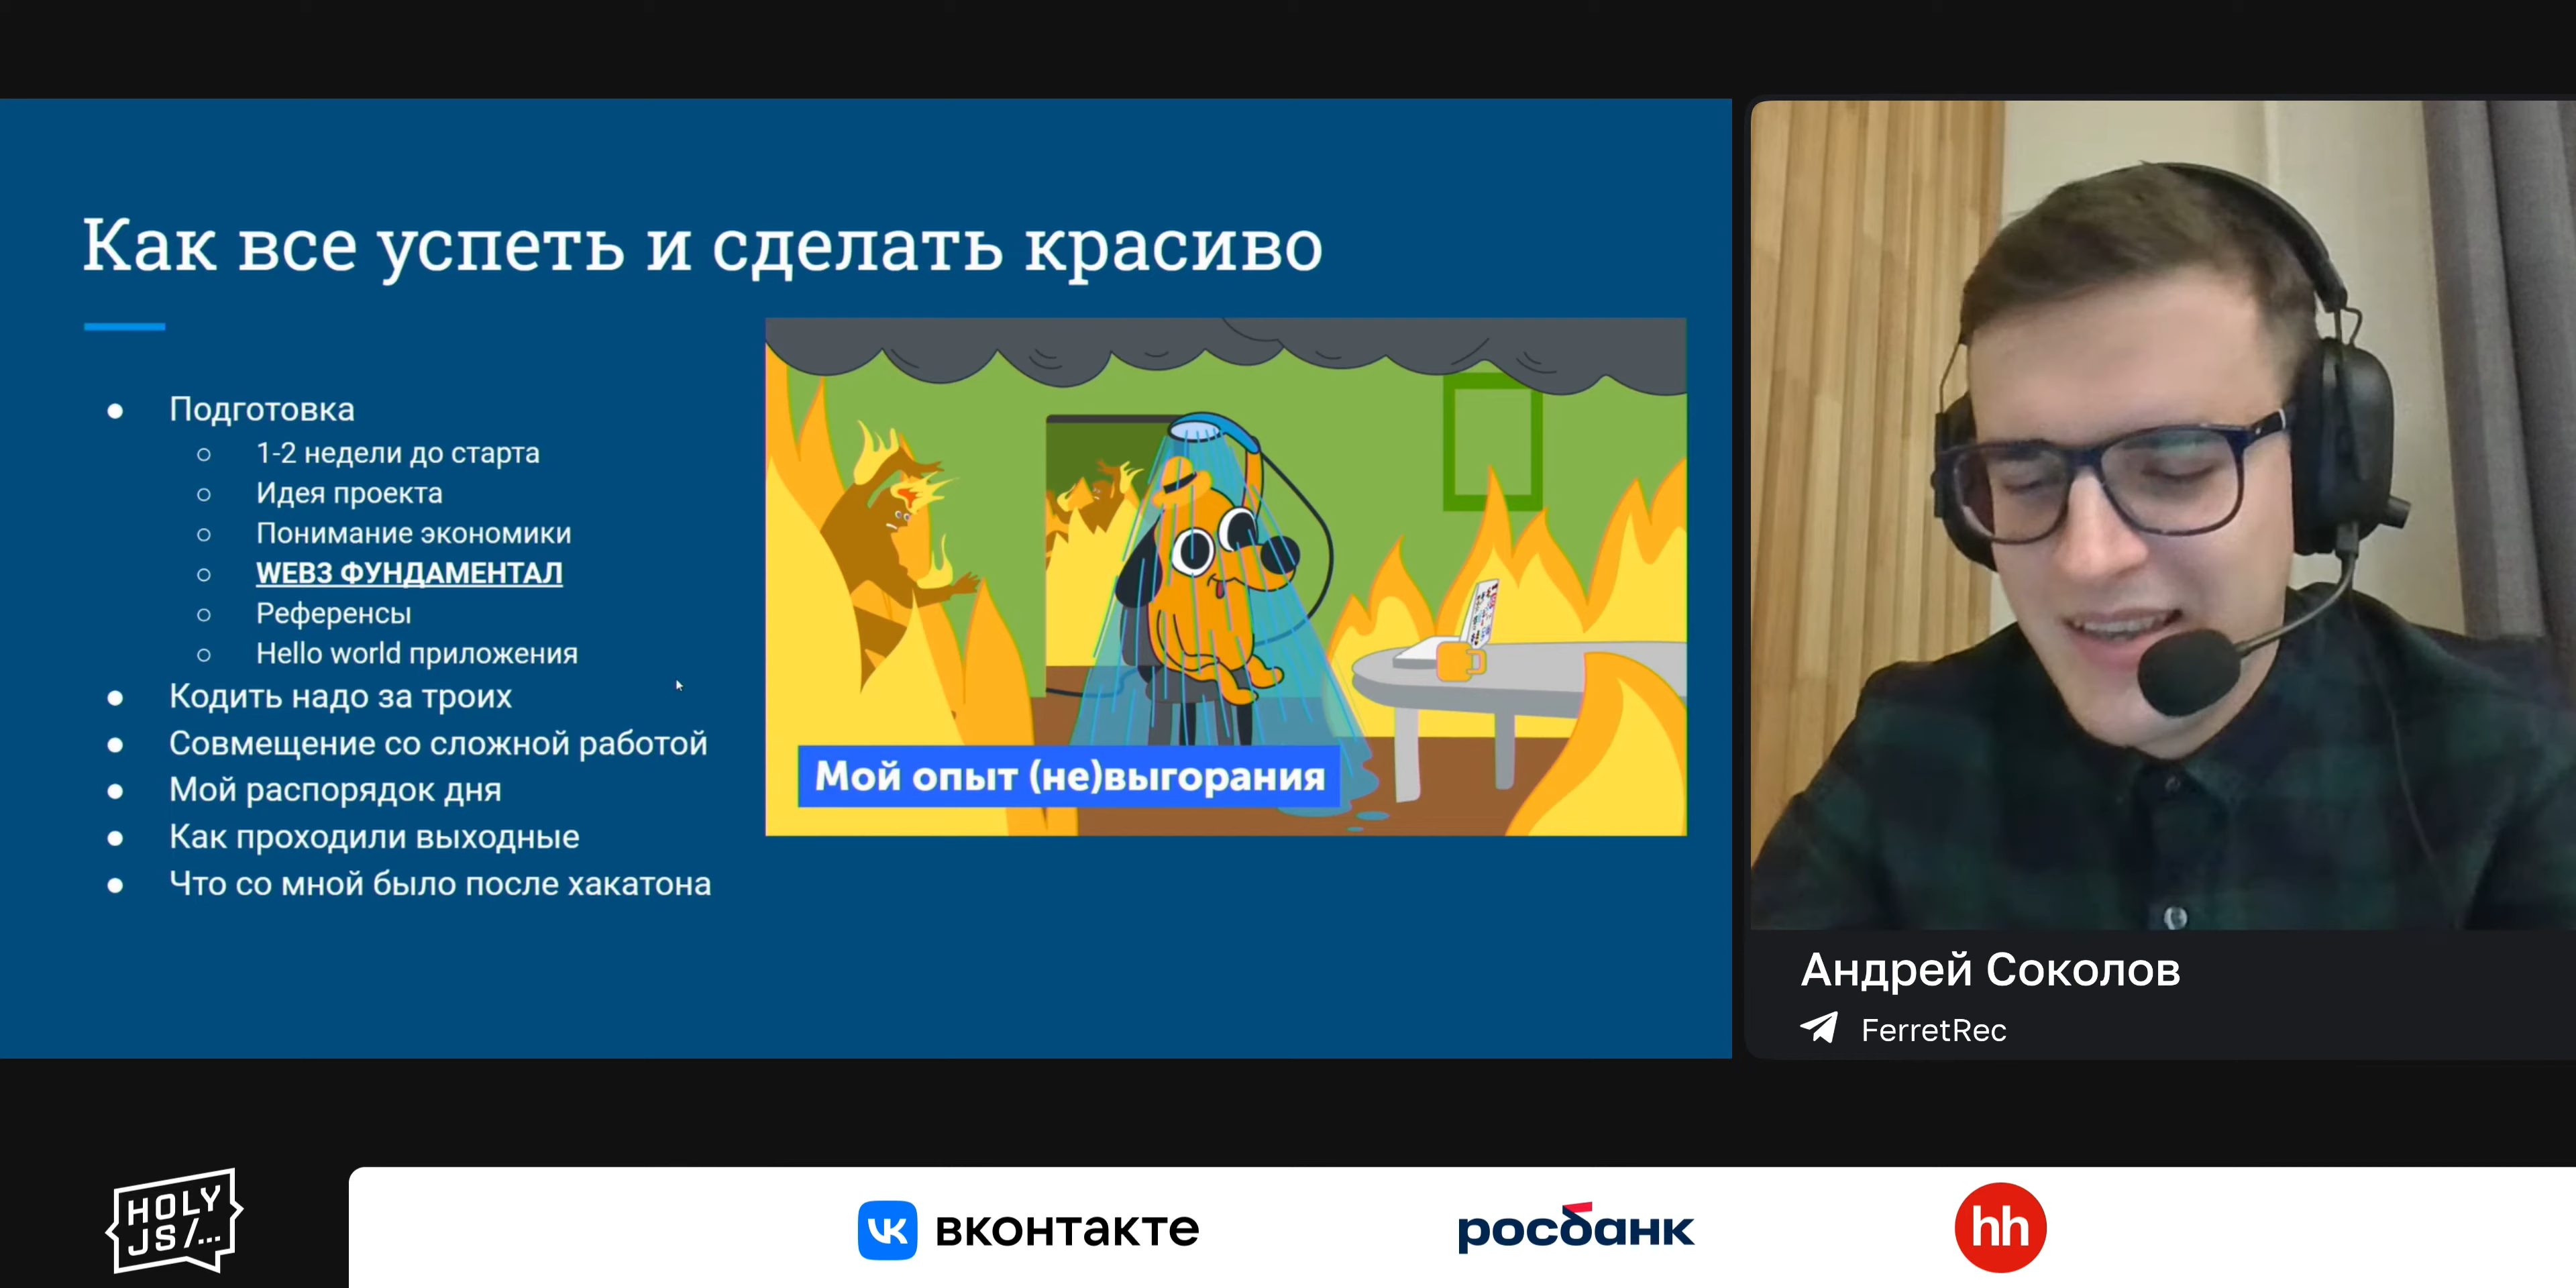 Как все успеть и сделать красиво
Подготовка
1-2 недели до старта
Идея проекта
Понимание экономики
WEB3 ФУНДАМЕНТАЛ
Референсы
Hello world приложения
Кодить надо за троих
Совмещение со сложной работой
Мой распорядок дня
Как проходили выходные
Что со мной было после хакатона
Мой опыт (не)выгорания
Андрей Соколов
FerretRec
HOLY
JS/...
вконтакте
росбанк
hh